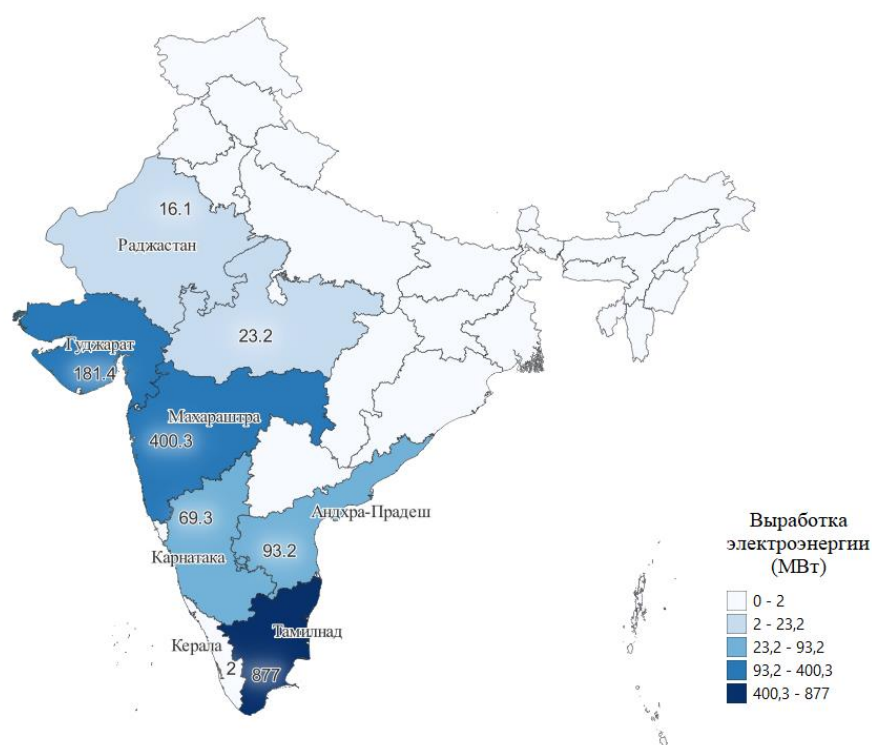 16.1
Раджастан
23.2
Гуджарат
181.4
Махараштра
400.3
69.3
Андхра-Прадеш
Карнатака
93.2
Тамилнад
Керала
2
877
Выработка
электроэнергии
(МВт)
0 - 2
2 - 23,2
23,2 - 93,2
93,2 - 400,3
400,3 - 877